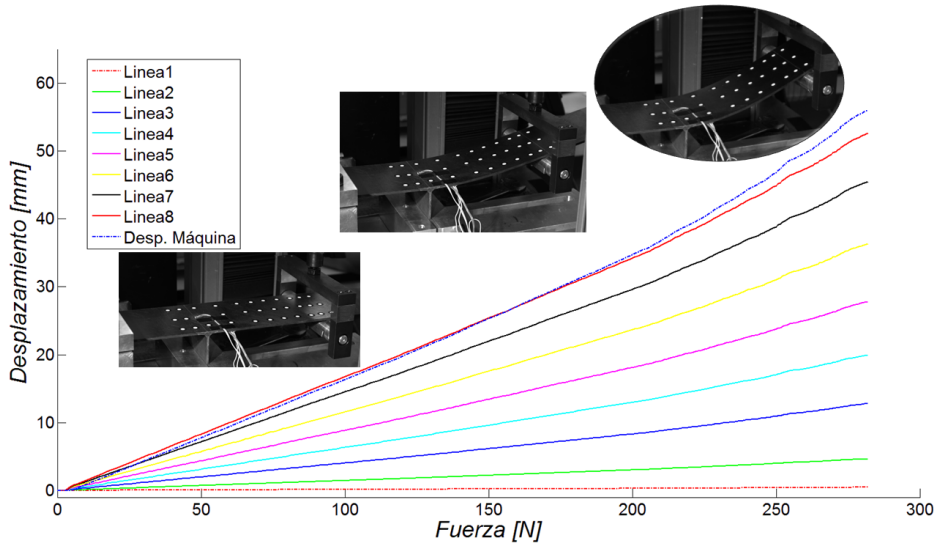 Desplazamiento [mm]
60
50
40
30
20
10
0
Linea1
Linea2
Linea3
Linea4
Linea5
Linea6
Linea7
Linea8
Desp. Máquina
0 50 100 150 200 250 300
Fuerza [N]